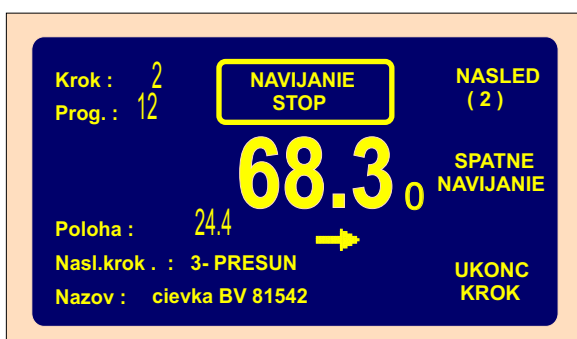 Krok : 2
Prog. : 12
NAVIJANIE
STOP
NASLED
( 2 )
68.3 0
SPATNE
NAVIJANIE
Poloha : 24.4
Nasl.krok . : 3- PRESUN
Nazov : cievka BV 81542
UKONC
KROK